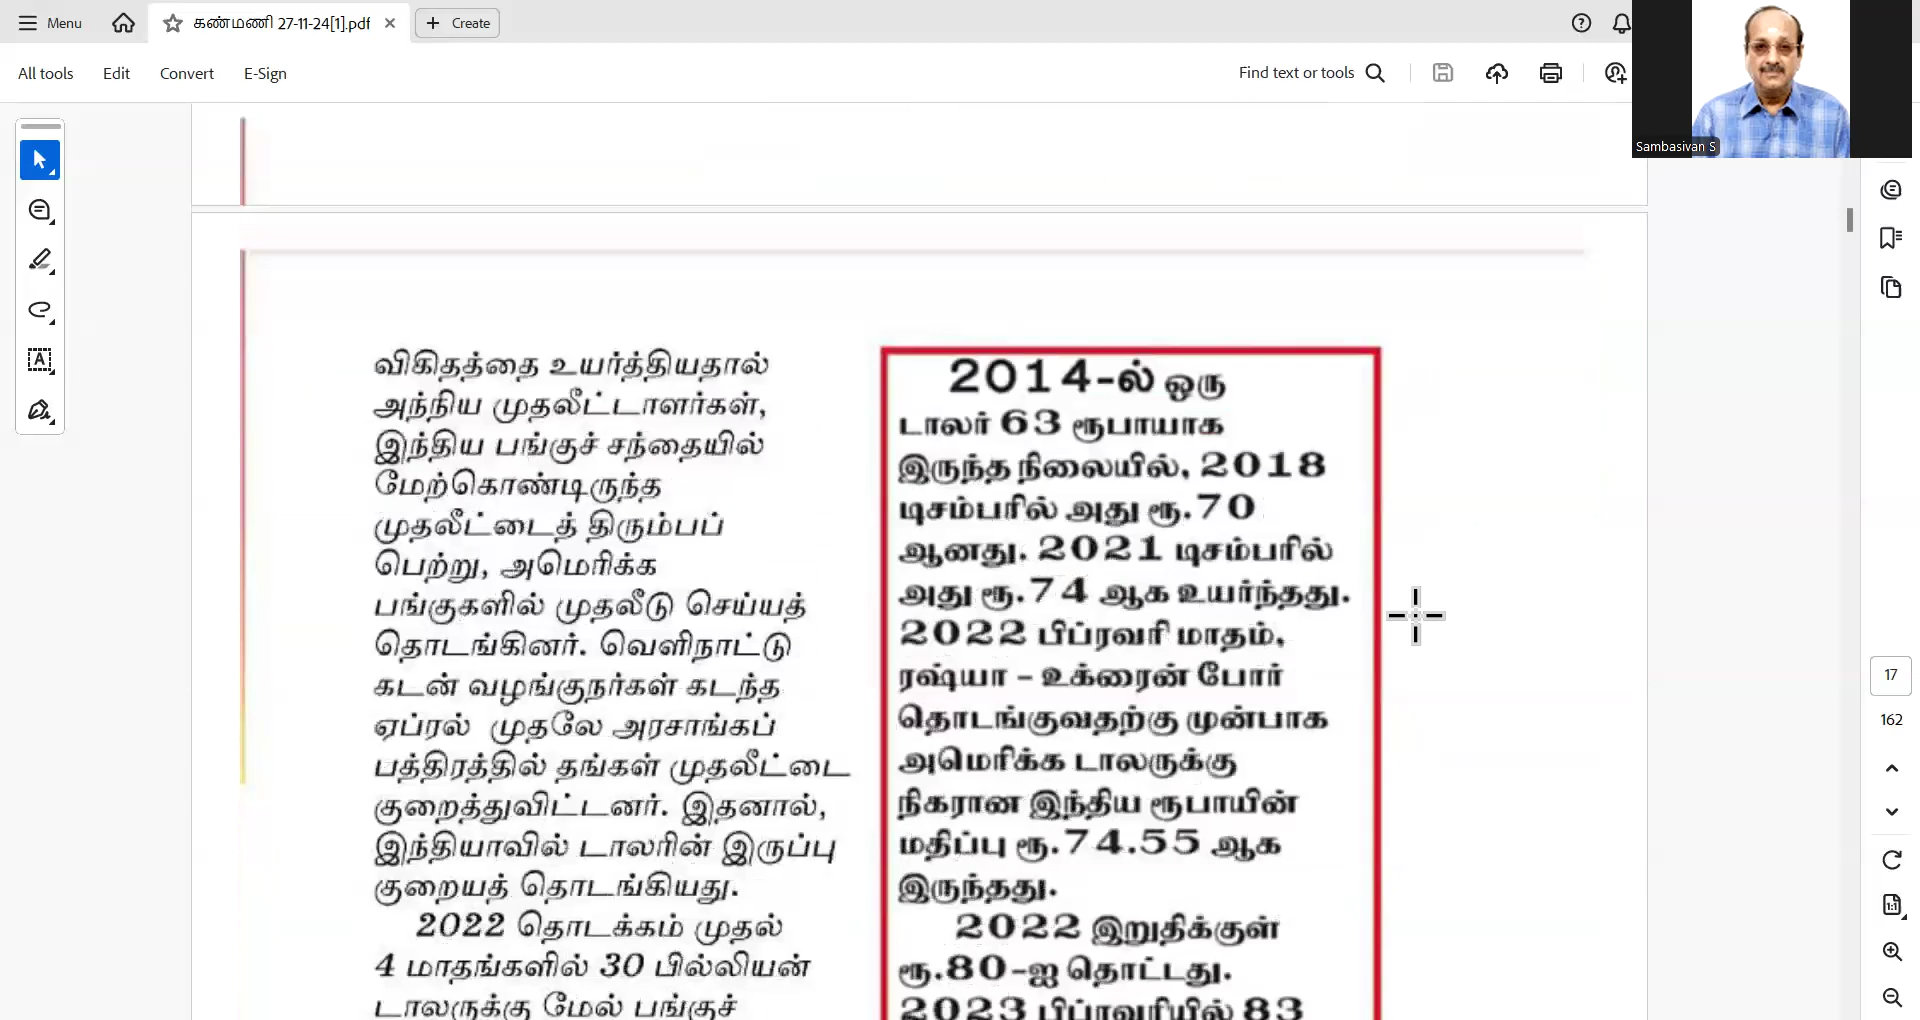 Menu
கண்மணி 27-11-24[1].pdf
Create
All tools
Edit
Convert
E-Sign
Find text or tools
Sambasivan S
விகிதத்தை உயர்த்தியதால்
அந்நிய முதலீட்டாளர்கள்,
இந்திய பங்குச் சந்தையில்
மேற்கொண்டிருந்த
முதலீட்டைத் திரும்பப்
பெற்று, அமெரிக்க
பங்குகளில் முதலீடு செய்யத்
தொடங்கினர். வெளிநாட்டு
கடன் வழங்குநர்கள் கடந்த
ஏப்ரல் முதலே அரசாங்கப்
பத்திரத்தில் தங்கள் முதலீட்டை
குறைத்துவிட்டனர். இதனால்,
இந்தியாவில் டாலரின் இருப்பு
குறையத் தொடங்கியது.
2022 தொடக்கம் முதல்
4 மாதங்களில் 30 பில்லியன்
டாலருக்கு மேல் பங்குச்
2014-ல் ஒரு
டாலர் 63 ரூபாயாக
இருந்த நிலையில், 2018
டிசம்பரில் அது ரூ.70
ஆனது. 2021 டிசம்பரில்
அது ரூ.74 ஆக உயர்ந்தது.
2022 பிப்ரவரி மாதம்,
ரஷ்யா – உக்ரைன் போர்
தொடங்குவதற்கு முன்பாக
அமெரிக்க டாலருக்கு
நிகரான இந்திய ரூபாயின்
மதிப்பு ரூ.74.55 ஆக
இருந்தது.
2022 இறுதிக்குள்
ரூ.80-ஐ தொட்டது.
2023 பிப்ரவரியில் 83
17
162